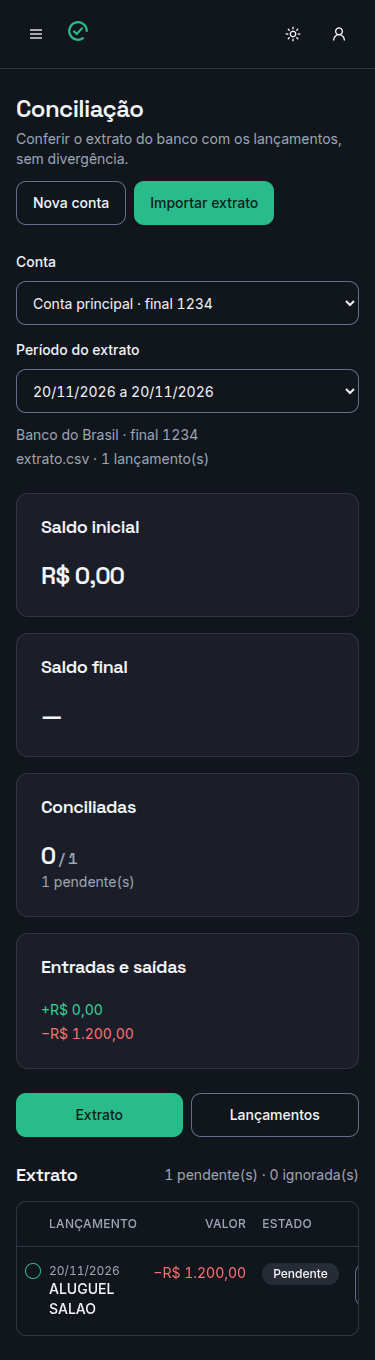 Conciliação
Conferir o extrato do banco com os lançamentos,
sem divergência.
Nova conta
Importar extrato
Conta
Conta principal · final 1234
Período do extrato
20/11/2026 a 20/11/2026
Banco do Brasil · final 1234
extrato.csv · 1 lançamento(s)
Saldo inicial
R$ 0,00
Saldo final
—
Conciliadas
0 / 1
1 pendente(s)
Entradas e saídas
+R$ 0,00
−R$ 1.200,00
Extrato
Lançamentos
Extrato
1 pendente(s) · 0 ignorada(s)
LANÇAMENTO VALOR ESTADO
20/11/2026 −R$ 1.200,00 Pendente
ALUGUEL
SALAO